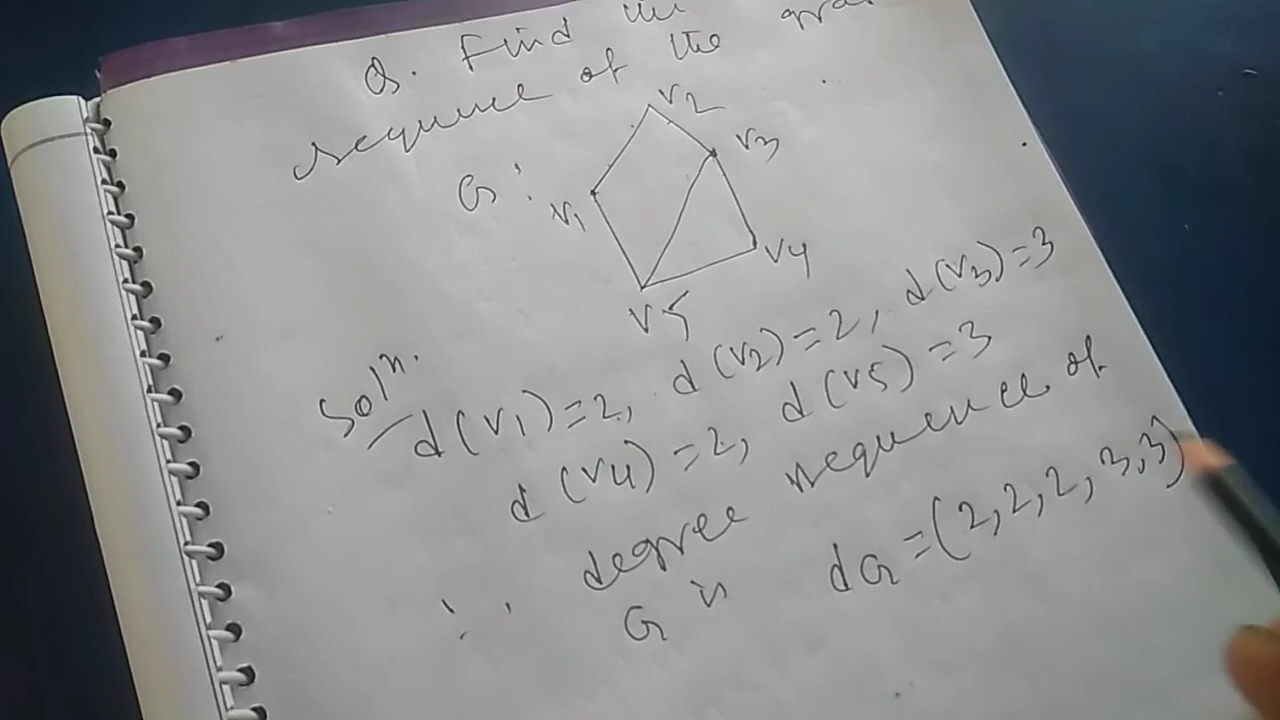 Q. Find
sequence of the
G:
v2
v3
v1
v4
v5
Solⁿ.
d(v1)=2, d(v2)=2, d(v3)=3
d(v4)=2, d(v5)=3
∴ degree sequence of
G is dG=(2,2,2,3,3)